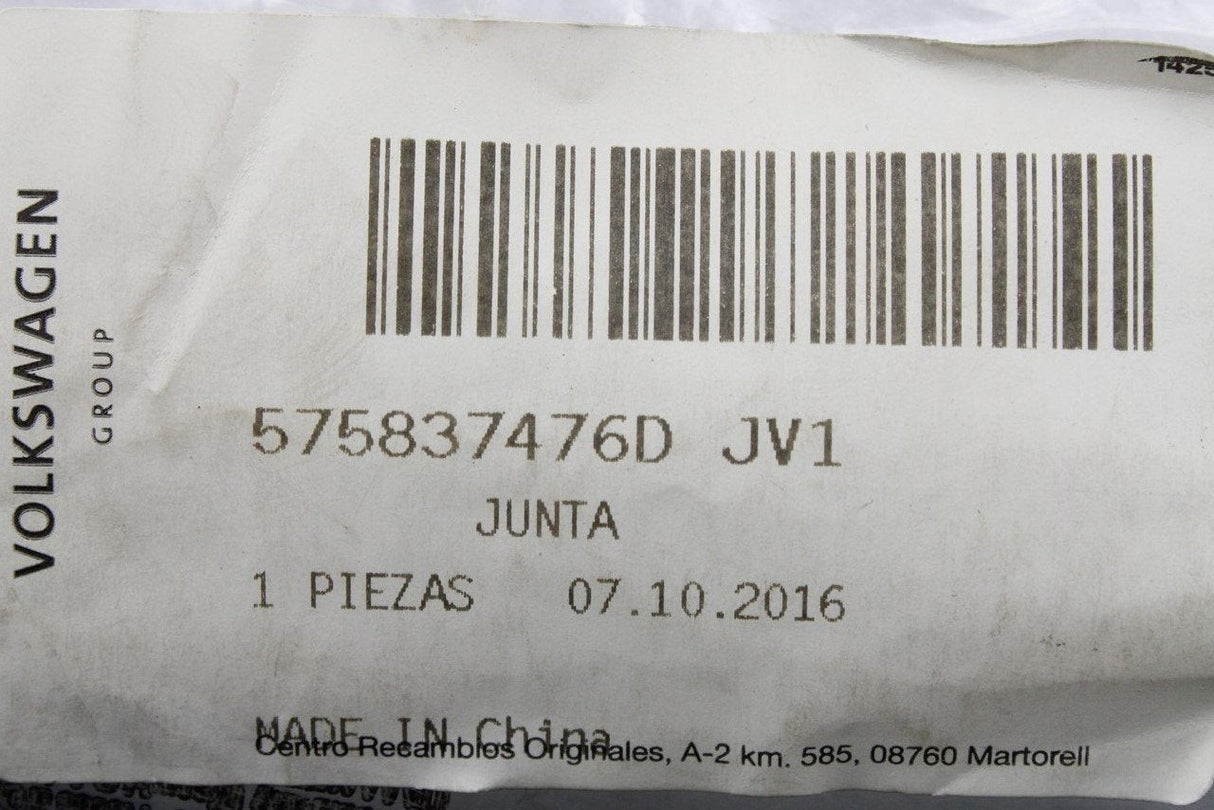 VOLKSWAGEN
GROUP
575837476D JV1
JUNTA
1 PIEZAS 07.10.2016
MADE IN China
Centro Recambios Originales, A-2 km. 585, 08760 Martorell